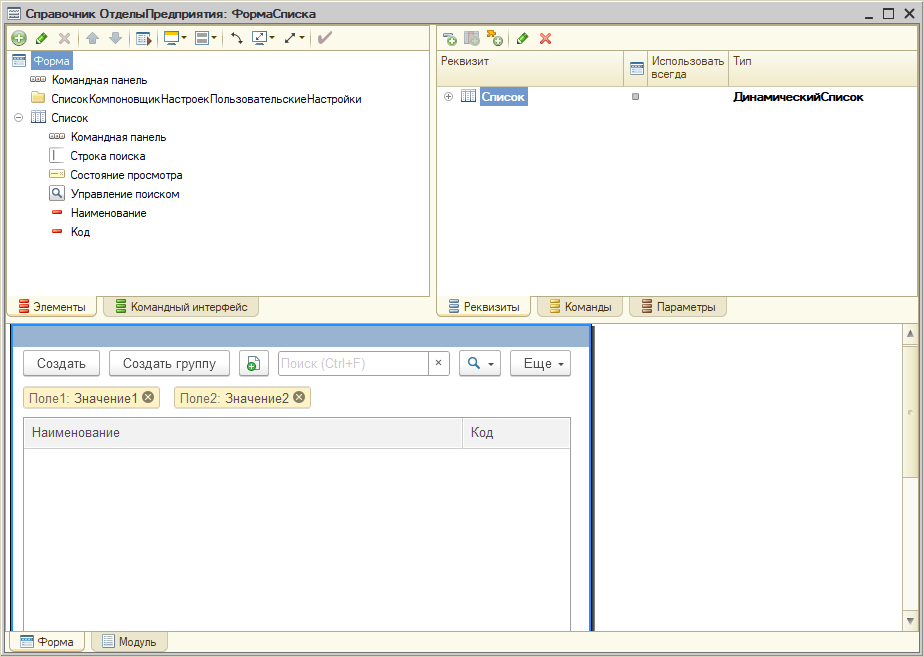 Справочник ОтделыПредприятия: ФормаСписка
Форма
Командная панель
СписокКомпоновщикНастроекПользовательскиеНастройки
Список
Командная панель
Строка поиска
Состояние просмотра
Управление поиском
Наименование
Код
Элементы
Командный интерфейс
Реквизит
Использовать
всегда
Тип
Список
ДинамическийСписок
Реквизиты
Команды
Параметры
Создать
Создать группу
Поиск (Ctrl+F)
Еще
Поле1: Значение1
Поле2: Значение2
Наименование
Код
Форма
Модуль